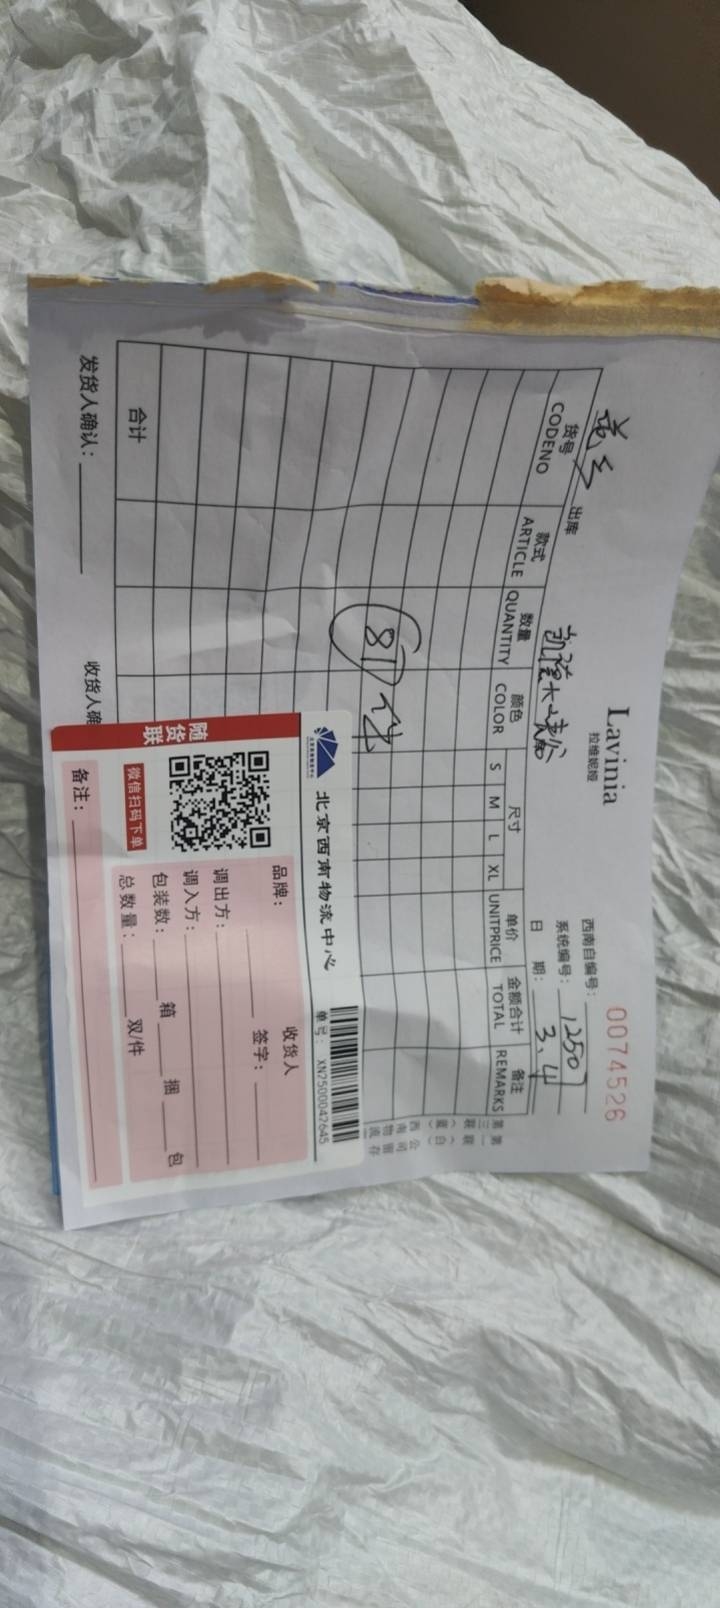 Lavinia
拉维妮娅
0074526
西南自编号：
系统编号： 1250
出库
日 期： 3.4
货号 款式 数量 颜色 尺寸 单价 金额合计 备注
CODENO ARTICLE QUANTITY COLOR S M L XL UNITPRICE TOTAL REMARKS
件
合计
发货人确认：
收货人确
北京西南物流中心
单号： XN2500042645
随货联
微信扫码下单
品牌：
收货人
签字：
调出方：
调入方：
包装数： 箱 捆 包
总数量： 双/件
备注：